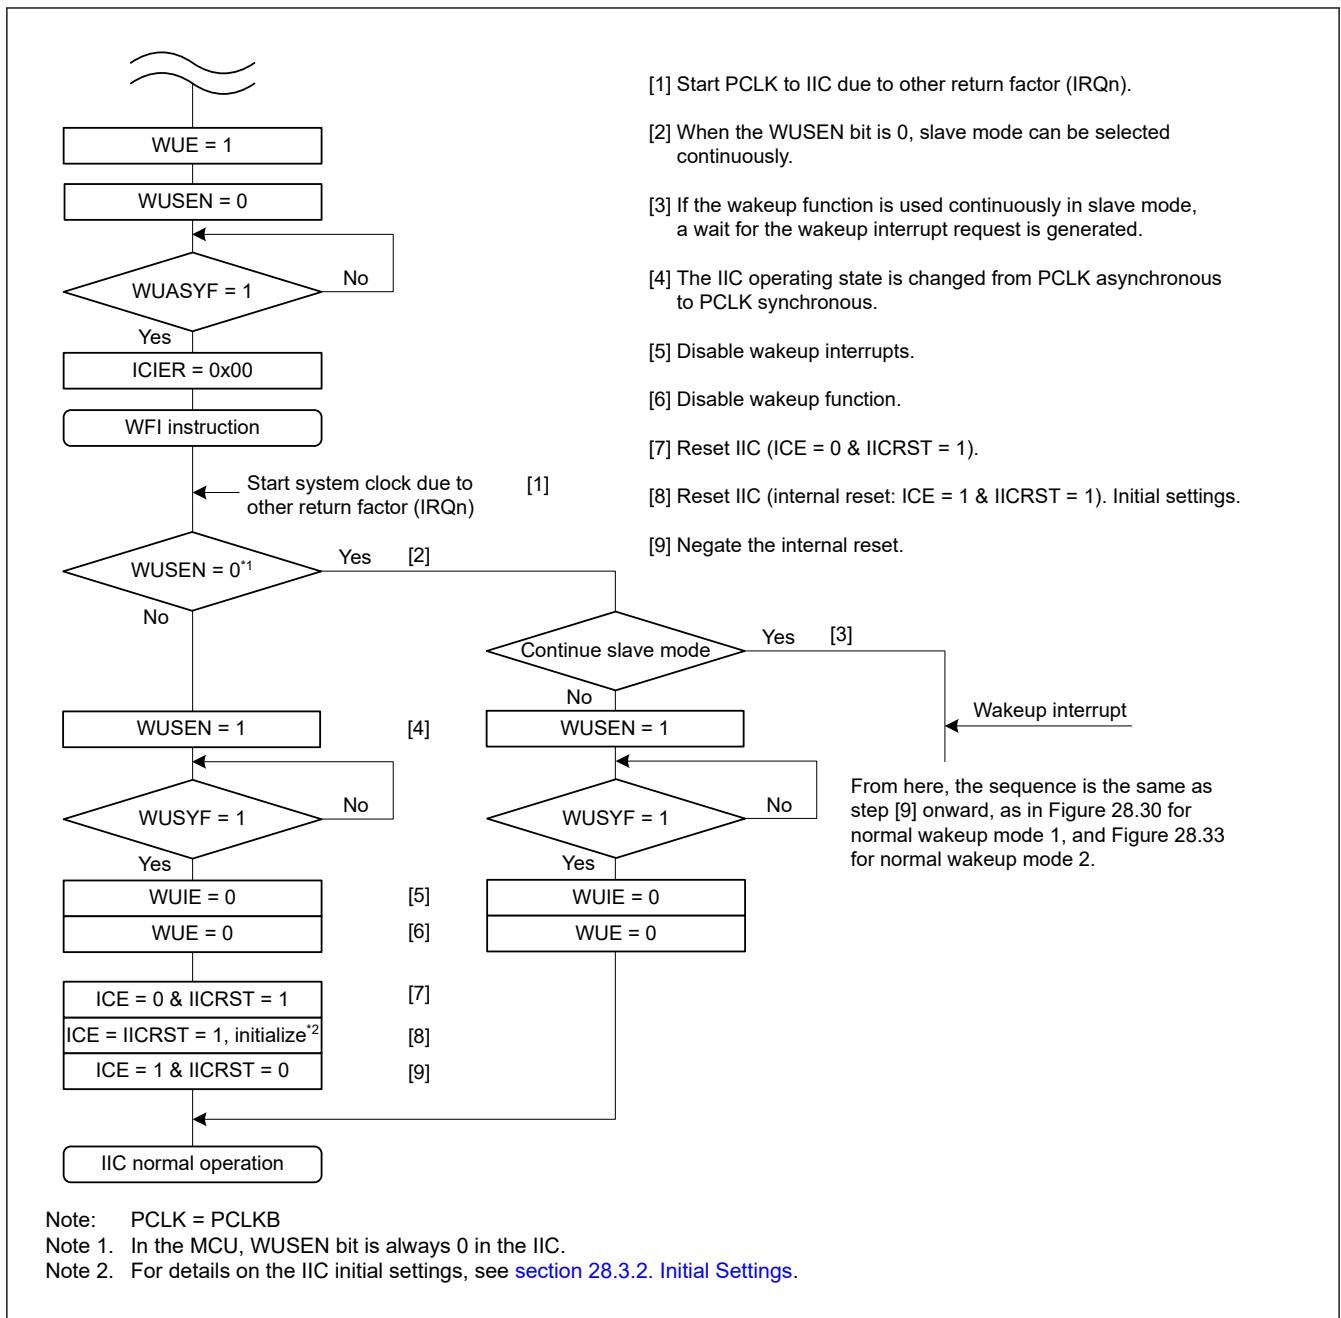 WUE = 1
WUSEN = 0
WUASYF = 1
No
Yes
ICIER = 0x00
WFI instruction
Start system clock due to
other return factor (IRQn)
[1]
WUSEN = 0*1
Yes
[2]
No
Continue slave mode
Yes
[3]
No
Wakeup interrupt
WUSEN = 1
[4]
WUSEN = 1
WUSYF = 1
No
Yes
WUSYF = 1
No
Yes
From here, the sequence is the same as
step [9] onward, as in Figure 28.30 for
normal wakeup mode 1, and Figure 28.33
for normal wakeup mode 2.
WUIE = 0
[5]
WUIE = 0
WUE = 0
[6]
WUE = 0
ICE = 0 & IICRST = 1
[7]
ICE = IICRST = 1, initialize*2
[8]
ICE = 1 & IICRST = 0
[9]
IIC normal operation
[1] Start PCLK to IIC due to other return factor (IRQn).
[2] When the WUSEN bit is 0, slave mode can be selected
continuously.
[3] If the wakeup function is used continuously in slave mode,
a wait for the wakeup interrupt request is generated.
[4] The IIC operating state is changed from PCLK asynchronous
to PCLK synchronous.
[5] Disable wakeup interrupts.
[6] Disable wakeup function.
[7] Reset IIC (ICE = 0 & IICRST = 1).
[8] Reset IIC (internal reset: ICE = 1 & IICRST = 1). Initial settings.
[9] Negate the internal reset.
Note: PCLK = PCLKB
Note 1. In the MCU, WUSEN bit is always 0 in the IIC.
Note 2. For details on the IIC initial settings, see section 28.3.2. Initial Settings.